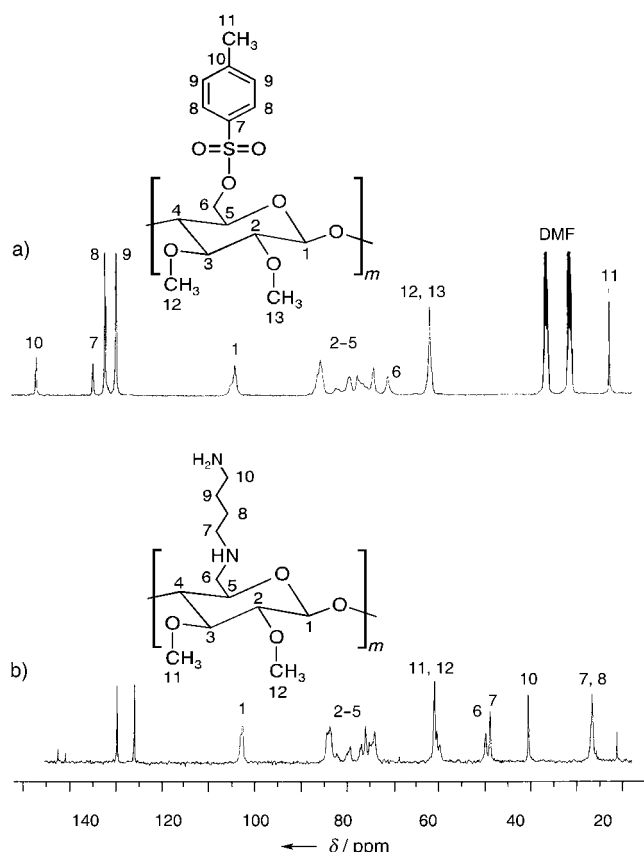 11
CH₃
10
9 9
8 8
7
O=S=O
O
6
4 5 O
2 O
O 1
3 O
CH₃
12 CH₃
13
m
a)
8 9
DMF
11
12, 13
10 7 1 2–5 6
H₂N 10
9
8
7
HN
6
4 5 O
2 O
O 1
3 O
CH₃
11 CH₃
12
m
b)
11, 12 10 7, 8
1 2–5 6 7
140 120 100 80 60 40 20
δ / ppm